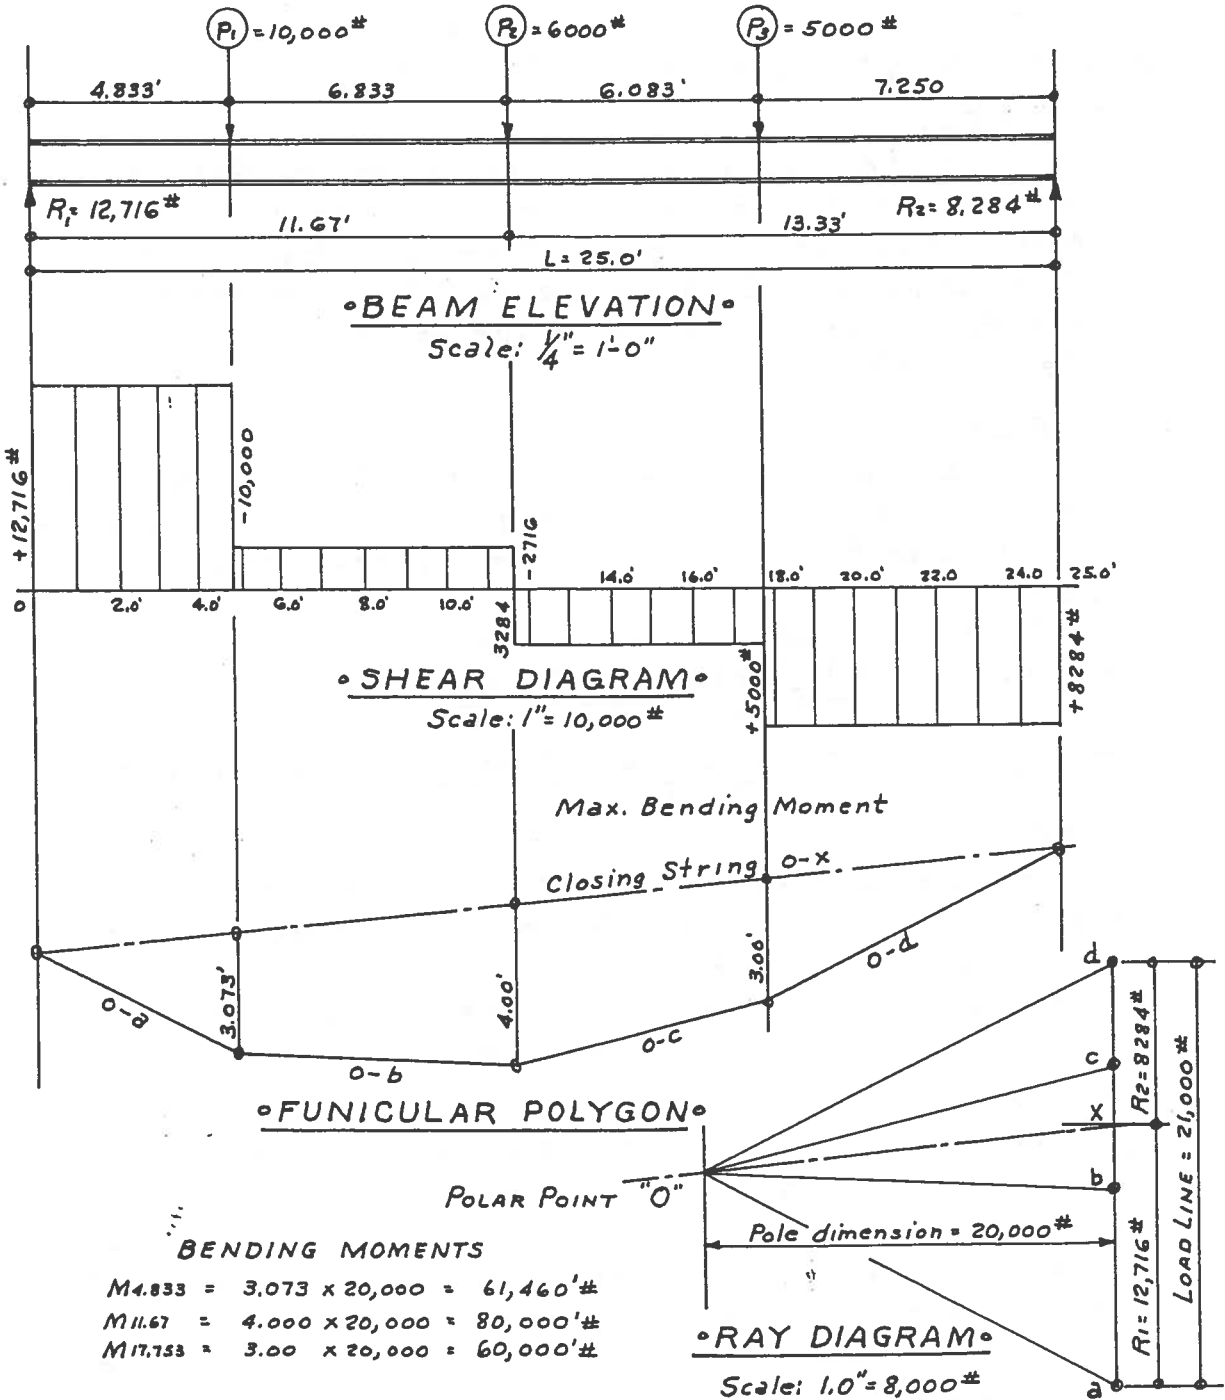 P1 = 10,000#
P2 = 6000#
P3 = 5000#
4.833'
6.833
6.083'
7.250
R1= 12,716#
R2= 8,284#
11.67'
13.33'
L= 25.0'
•BEAM ELEVATION•
Scale: 1/4"= 1'-0"
+12,716#
-10,000
-2716
3284
+5000#
+8284#
0
2.0'
4.0'
6.0'
8.0'
10.0'
14.0'
16.0'
18.0'
20.0'
22.0
24.0
25.0'
•SHEAR DIAGRAM•
Scale: 1"= 10,000#
Max. Bending Moment
Closing String o-x
3.073'
4.00'
3.00'
o-a
o-b
o-c
o-d
•FUNICULAR POLYGON•
d
c
x
b
a
R2= 8284#
R1= 12,716#
LOAD LINE = 21,000#
POLAR POINT "O"
Pole dimension = 20,000#
BENDING MOMENTS
M4.833 = 3.073 x 20,000 = 61,460'#
M11.67 = 4.000 x 20,000 = 80,000'#
M17.753 = 3.00 x 20,000 = 60,000'#
•RAY DIAGRAM•
Scale: 1.0"= 8,000#